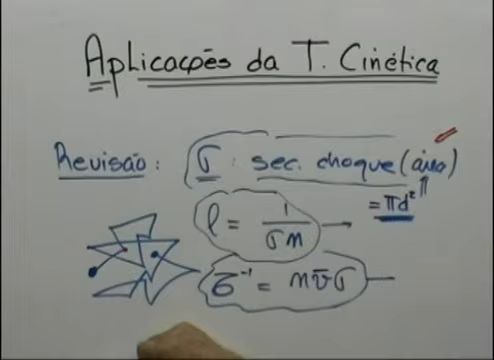 Aplicações da T. Cinética
Revisão: σ: sec. choque (área)
= πd²
ℓ = 1/σn
τ⁻¹ = n v̄ σ